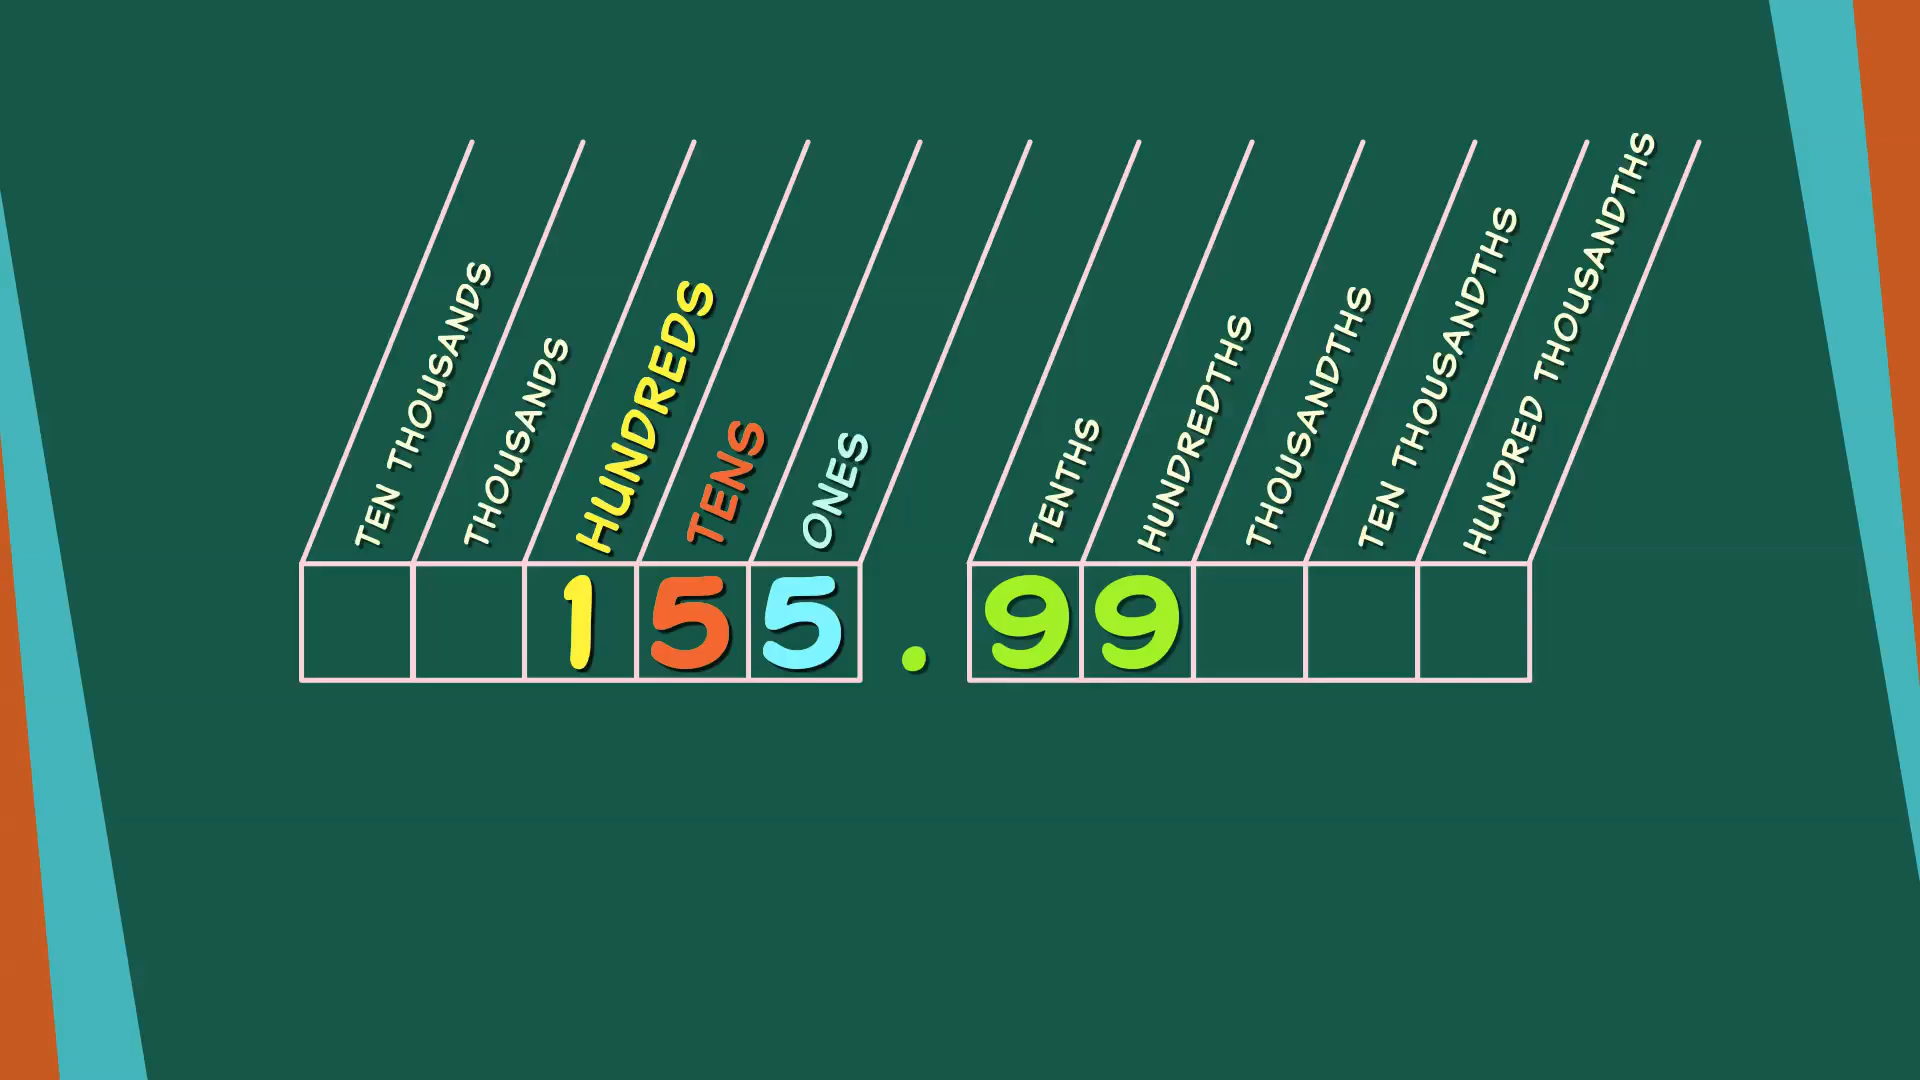 TEN THOUSANDS
THOUSANDS
HUNDREDS
TENS
ONES
TENTHS
HUNDREDTHS
THOUSANDTHS
TEN THOUSANDTHS
HUNDRED THOUSANDTHS
155.99